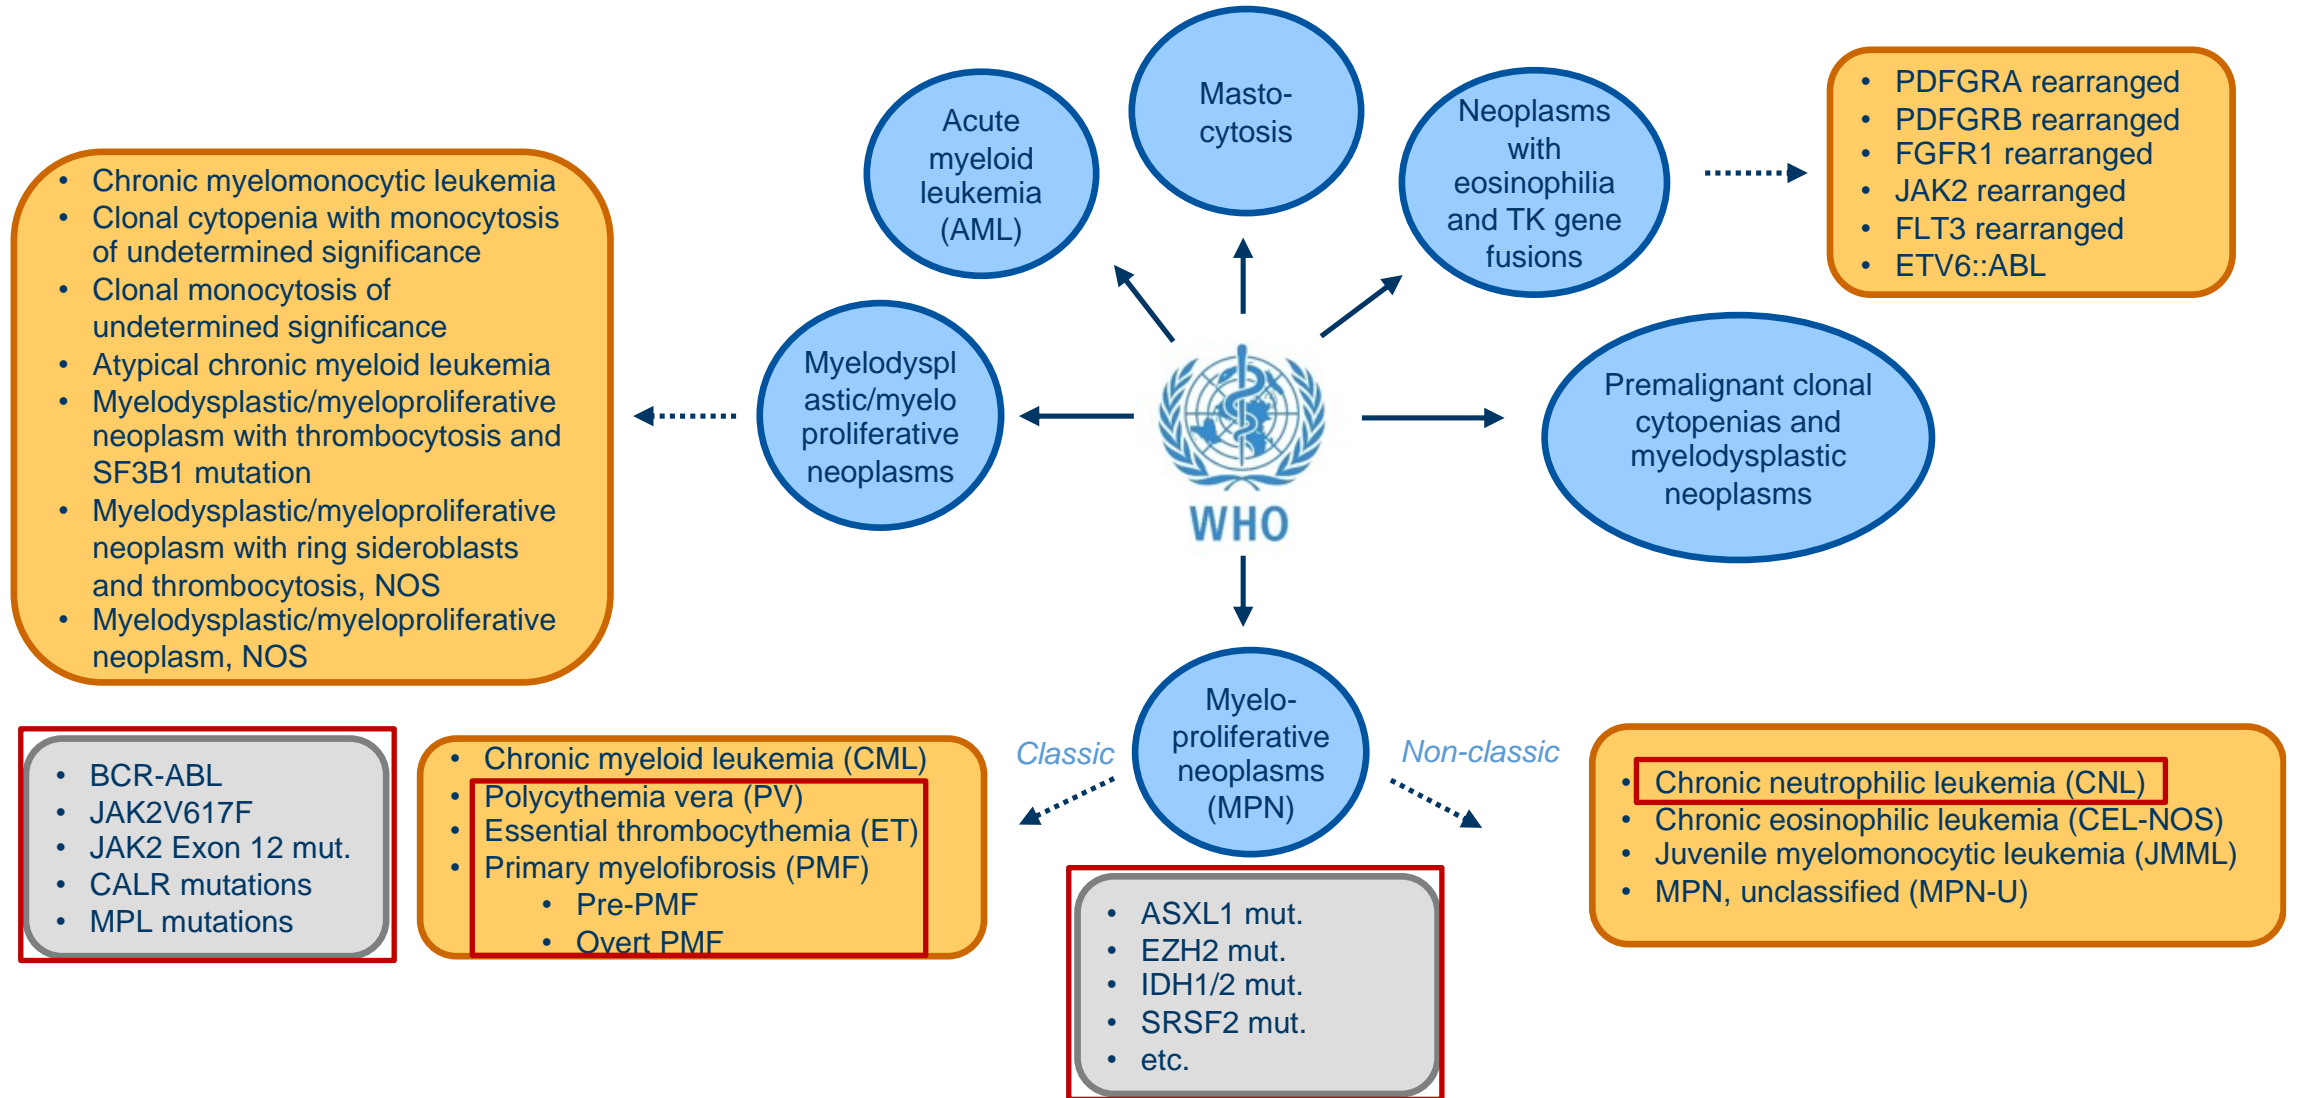 Masto-
cytosis
Acute
myeloid
leukemia
(AML)
Neoplasms
with
eosinophilia
and TK gene
fusions
• PDFGRA rearranged
• PDFGRB rearranged
• FGFR1 rearranged
• JAK2 rearranged
• FLT3 rearranged
• ETV6::ABL
• Chronic myelomonocytic leukemia
• Clonal cytopenia with monocytosis
of undetermined significance
• Clonal monocytosis of
undetermined significance
• Atypical chronic myeloid leukemia
• Myelodysplastic/myeloproliferative
neoplasm with thrombocytosis and
SF3B1 mutation
• Myelodysplastic/myeloproliferative
neoplasm with ring sideroblasts
and thrombocytosis, NOS
• Myelodysplastic/myeloproliferative
neoplasm, NOS
Myelodyspl
astic/myelo
proliferative
neoplasms
WHO
Premalignant clonal
cytopenias and
myelodysplastic
neoplasms
• BCR-ABL
• JAK2V617F
• JAK2 Exon 12 mut.
• CALR mutations
• MPL mutations
• Chronic myeloid leukemia (CML)
• Polycythemia vera (PV)
• Essential thrombocythemia (ET)
• Primary myelofibrosis (PMF)
• Pre-PMF
• Overt PMF
Classic
Myelo-
proliferative
neoplasms
(MPN)
Non-classic
• Chronic neutrophilic leukemia (CNL)
• Chronic eosinophilic leukemia (CEL-NOS)
• Juvenile myelomonocytic leukemia (JMML)
• MPN, unclassified (MPN-U)
• ASXL1 mut.
• EZH2 mut.
• IDH1/2 mut.
• SRSF2 mut.
• etc.